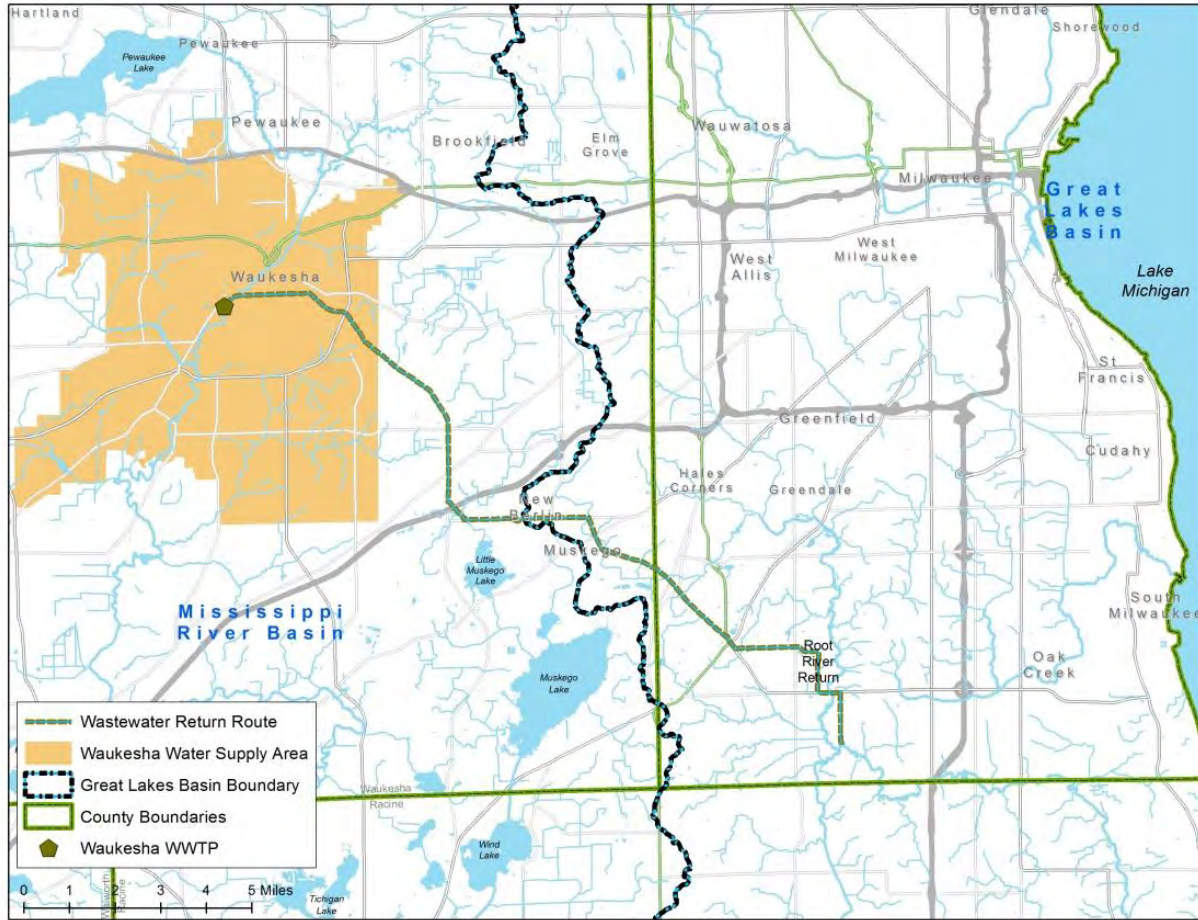 Hartland
Glendale
Shorewood
Pewaukee
Pewaukee
Lake
Pewaukee
Brookfield
Elm
Grove
Wauwatosa
Milwaukee
Great
Lakes
Basin
West
Milwaukee
West
Allis
Lake
Michigan
Waukesha
St
Francis
Greenfield
Cudahy
Hales
Corners
Greendale
New
Berlin
Muskego
Little
Muskego
Lake
Mississippi
River Basin
South
Milwaukee
Root
River
Return
Oak
Creek
Muskego
Lake
Wastewater Return Route
Waukesha Water Supply Area
Great Lakes Basin Boundary
County Boundaries
Waukesha WWTP
Waukesha
Racine
Wind
Lake
Tichigan
Lake
Walworth
Racine
0 1 2 3 4 5 Miles